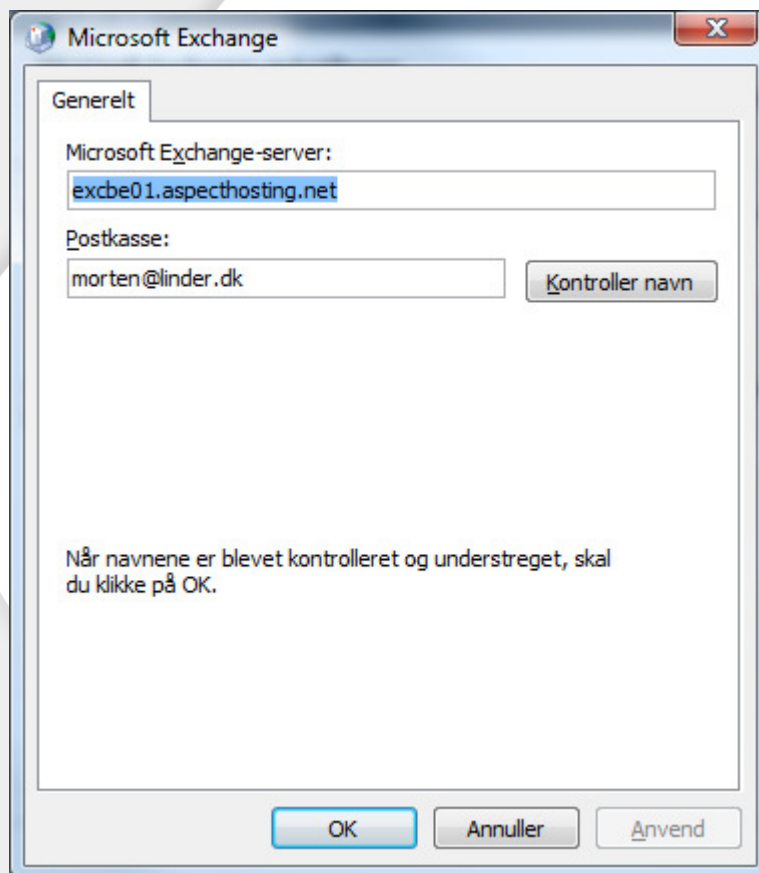 Microsoft Exchange
Generelt
Microsoft Exchange-server:
excbe01.aspecthosting.net
Postkasse:
morten@linder.dk
Kontroller navn
Når navnene er blevet kontrolleret og understreget, skal
du klikke på OK.
OK
Annuller
Anvend